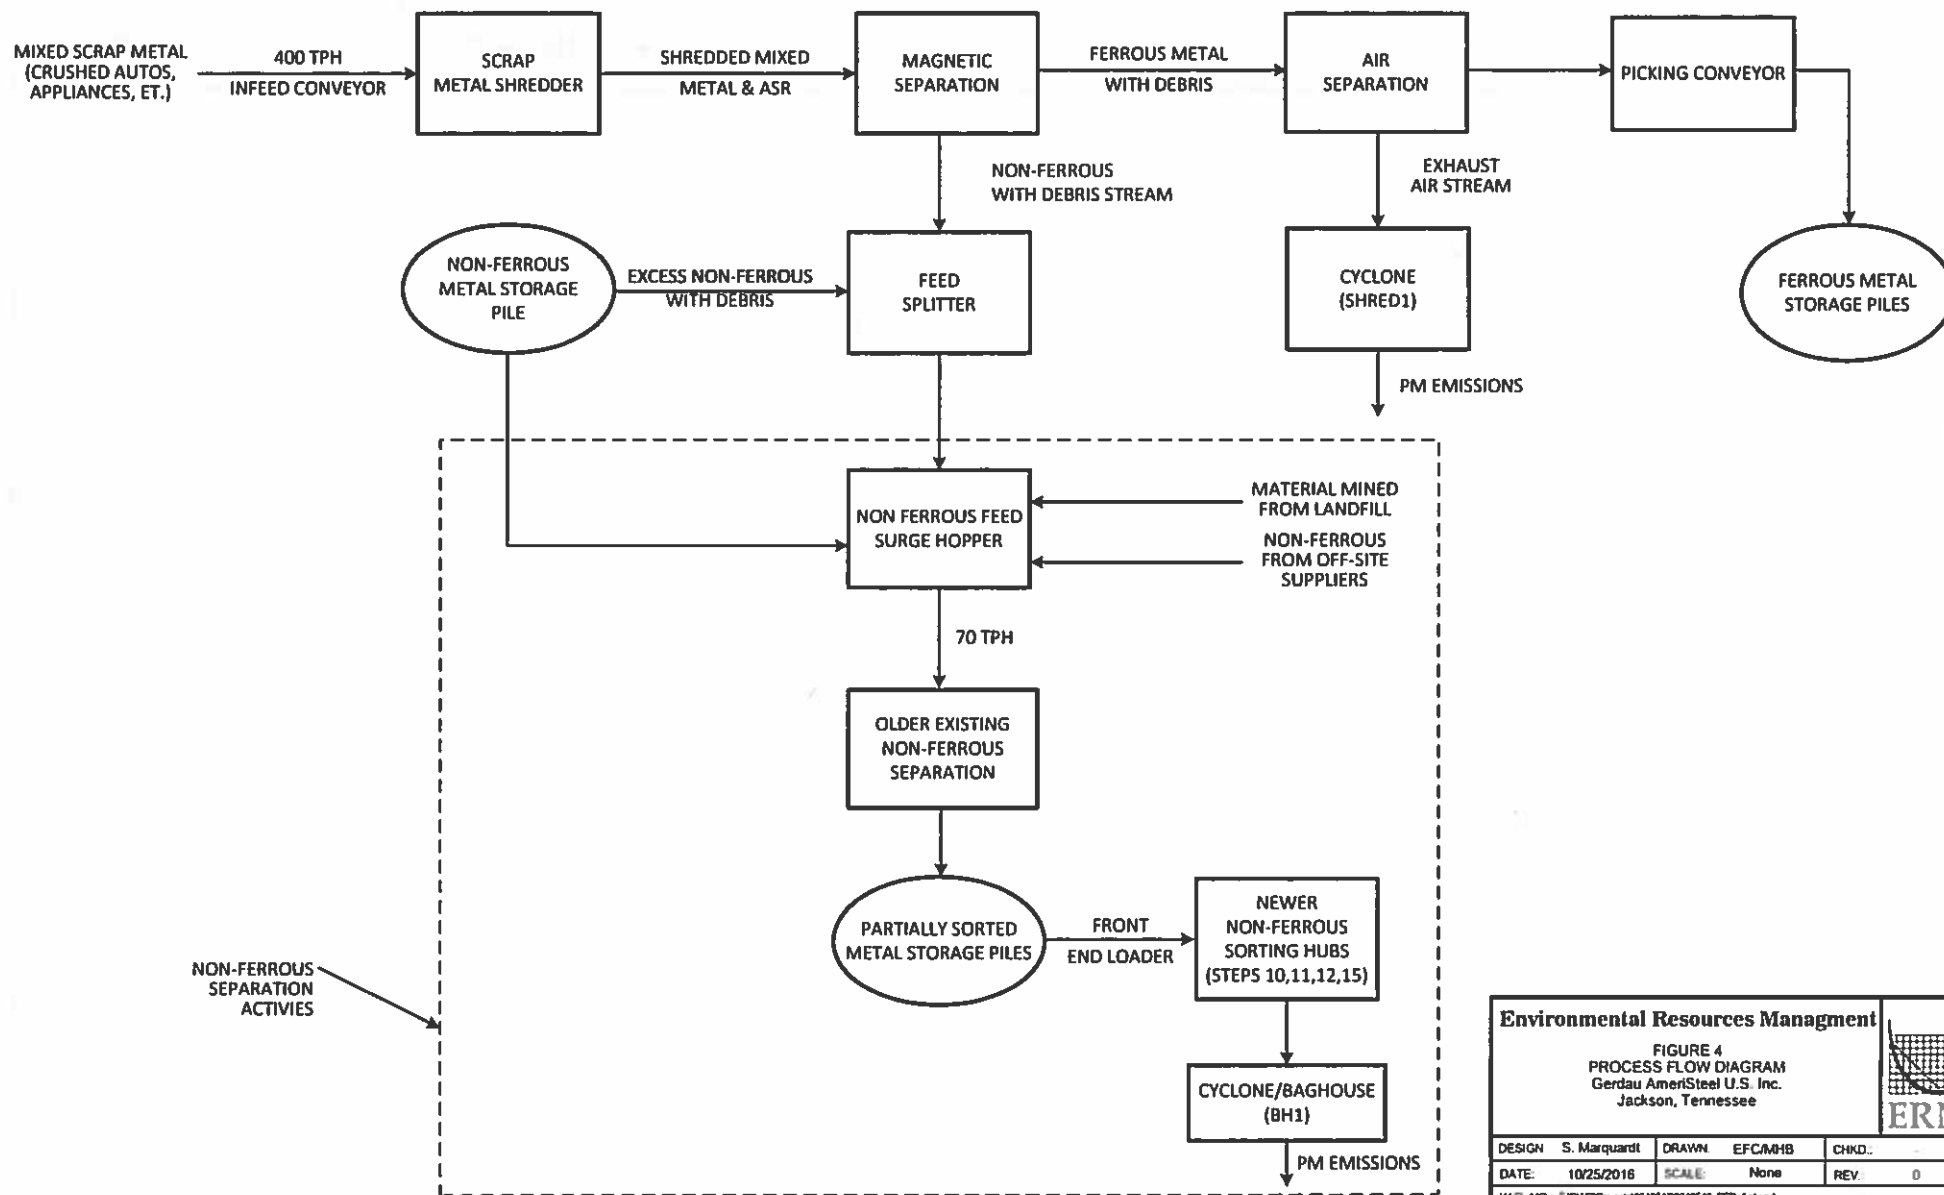 MIXED SCRAP METAL
(CRUSHED AUTOS,
APPLIANCES, ET.)
400 TPH
INFEED CONVEYOR
SCRAP
METAL SHREDDER
SHREDDED MIXED
METAL & ASR
MAGNETIC
SEPARATION
FERROUS METAL
WITH DEBRIS
AIR
SEPARATION
PICKING CONVEYOR
NON-FERROUS
WITH DEBRIS STREAM
EXHAUST
AIR STREAM
NON-FERROUS
METAL STORAGE
PILE
EXCESS NON-FERROUS
WITH DEBRIS
FEED
SPLITTER
CYCLONE
(SHRED1)
FERROUS METAL
STORAGE PILES
PM EMISSIONS
NON FERROUS FEED
SURGE HOPPER
MATERIAL MINED
FROM LANDFILL
NON-FERROUS
FROM OFF-SITE
SUPPLIERS
70 TPH
OLDER EXISTING
NON-FERROUS
SEPARATION
PARTIALLY SORTED
METAL STORAGE PILES
FRONT
END LOADER
NEWER
NON-FERROUS
SORTING HUBS
(STEPS 10,11,12,15)
NON-FERROUS
SEPARATION
ACTIVIES
CYCLONE/BAGHOUSE
(BH1)
PM EMISSIONS
Environmental Resources Managment
FIGURE 4
PROCESS FLOW DIAGRAM
Gerdau AmeriSteel U.S. Inc.
Jackson, Tennessee
DESIGN S. Marquardt DRAWN. EFC/MHB CHKD.:
DATE: 10/25/2016 SCALE: None REV. 0